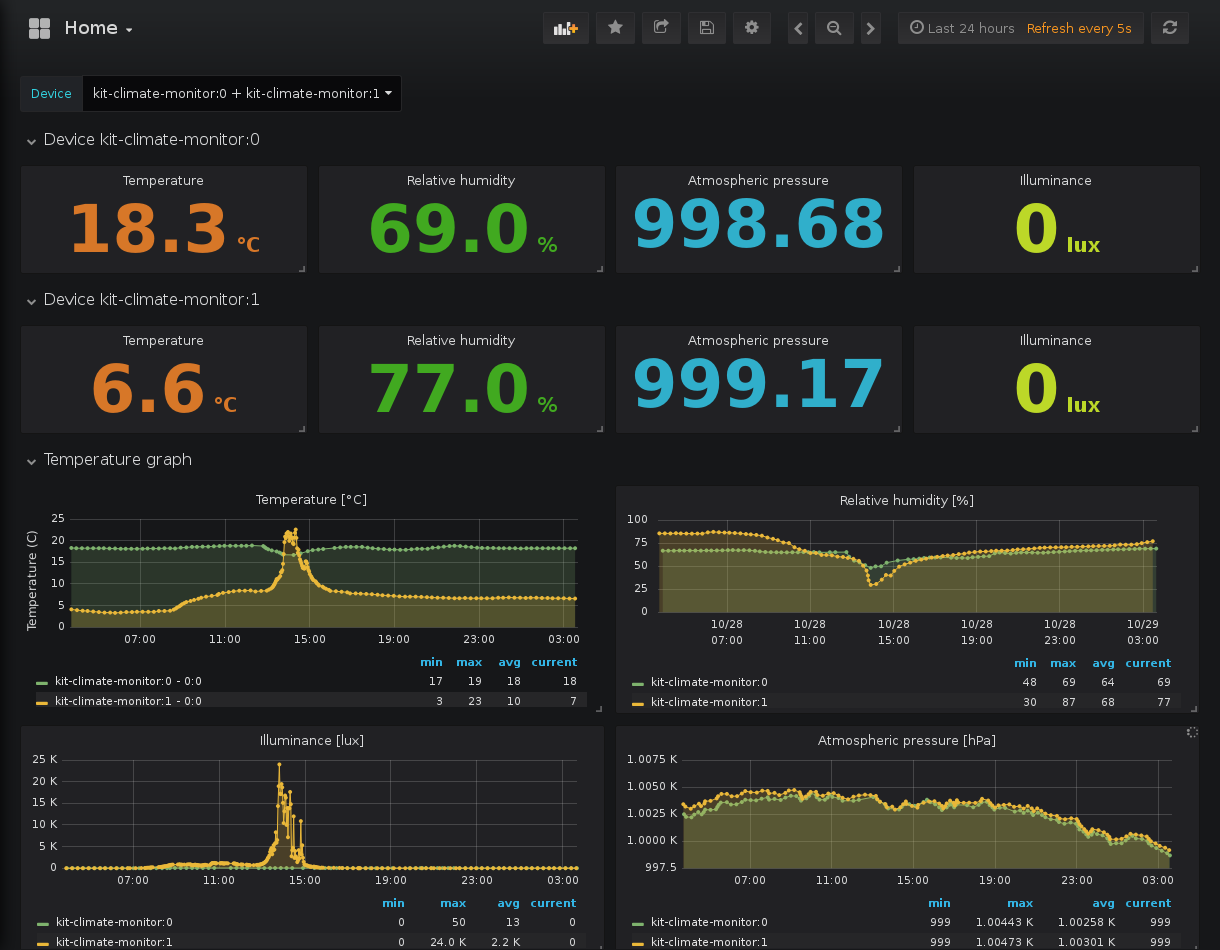 Home
Last 24 hours Refresh every 5s
Device kit-climate-monitor:0 + kit-climate-monitor:1
Device kit-climate-monitor:0
Temperature Relative humidity Atmospheric pressure Illuminance
18.3 °C 69.0 % 998.68 0 lux
Device kit-climate-monitor:1
Temperature Relative humidity Atmospheric pressure Illuminance
6.6 °C 77.0 % 999.17 0 lux
Temperature graph
Temperature [°C]
Temperature (C)
25
20
15
10
5
0
07:00 11:00 15:00 19:00 23:00 03:00
min max avg current
kit-climate-monitor:0 - 0:0 17 19 18 18
kit-climate-monitor:1 - 0:0 3 23 10 7
Relative humidity [%]
100
75
50
25
0
10/28 10/28 10/28 10/28 10/28 10/29
07:00 11:00 15:00 19:00 23:00 03:00
min max avg current
kit-climate-monitor:0 48 69 64 69
kit-climate-monitor:1 30 87 68 77
Illuminance [lux]
25 K
20 K
15 K
10 K
5 K
0
07:00 11:00 15:00 19:00 23:00 03:00
min max avg current
kit-climate-monitor:0 0 50 13 0
kit-climate-monitor:1 0 24.0 K 2.2 K 0
Atmospheric pressure [hPa]
1.0075 K
1.0050 K
1.0025 K
1.0000 K
997.5
07:00 11:00 15:00 19:00 23:00 03:00
min max avg current
kit-climate-monitor:0 999 1.00443 K 1.00258 K 999
kit-climate-monitor:1 999 1.00473 K 1.00301 K 999